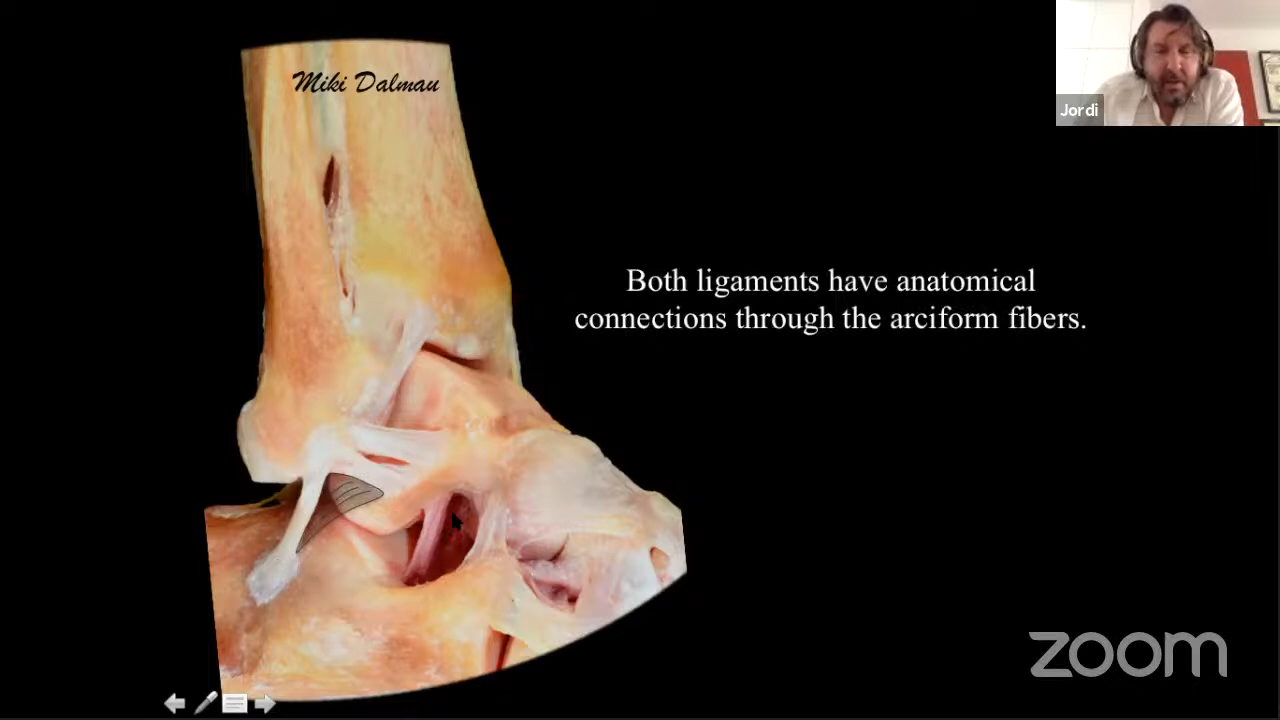 Miki Dalmau
Jordi
Both ligaments have anatomical
connections through the arciform fibers.
zoom